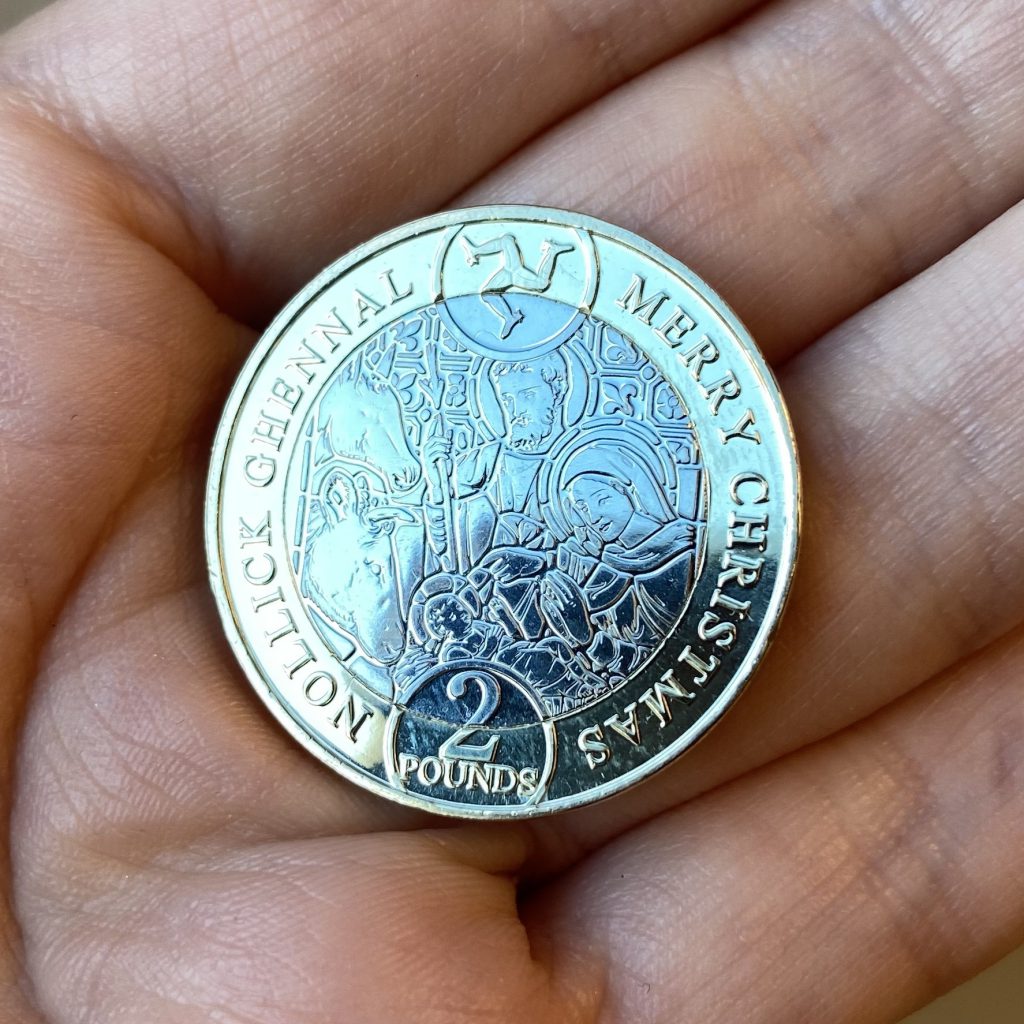 NOLLICK GHENNAL
MERRY CHRISTMAS
2
POUNDS